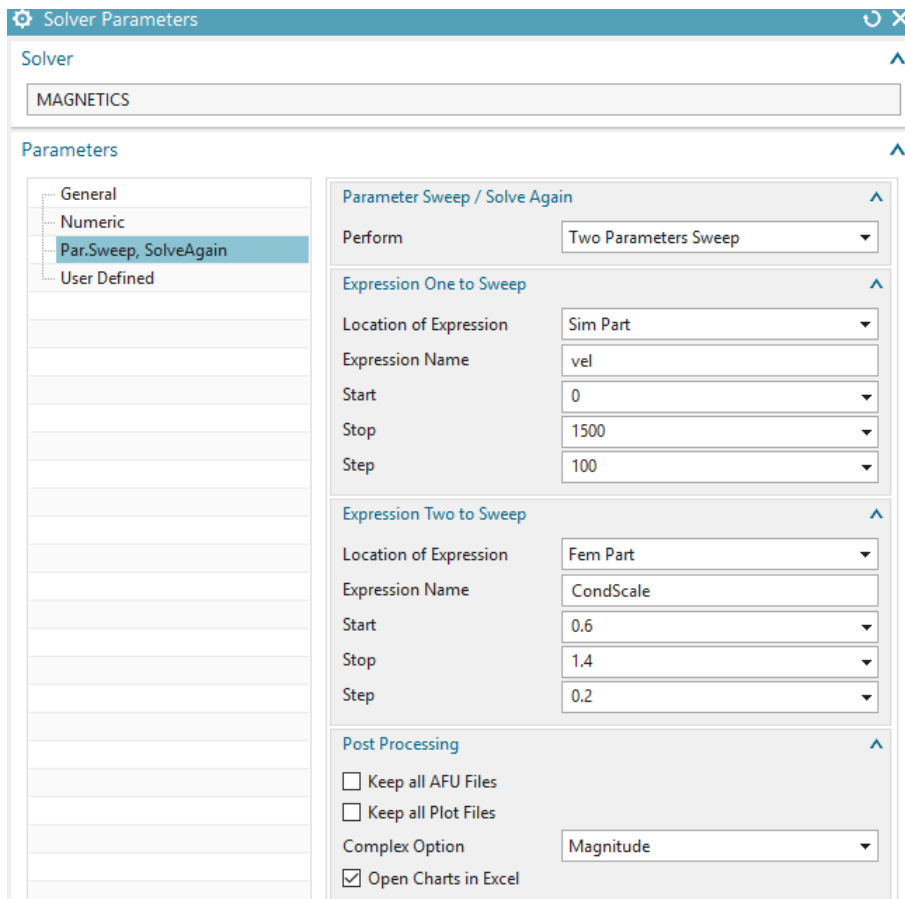 Solver Parameters
Solver
MAGNETICS
Parameters
General
Numeric
Par.Sweep, SolveAgain
User Defined
Parameter Sweep / Solve Again
Perform Two Parameters Sweep
Expression One to Sweep
Location of Expression Sim Part
Expression Name vel
Start 0
Stop 1500
Step 100
Expression Two to Sweep
Location of Expression Fem Part
Expression Name CondScale
Start 0.6
Stop 1.4
Step 0.2
Post Processing
Keep all AFU Files
Keep all Plot Files
Complex Option Magnitude
Open Charts in Excel